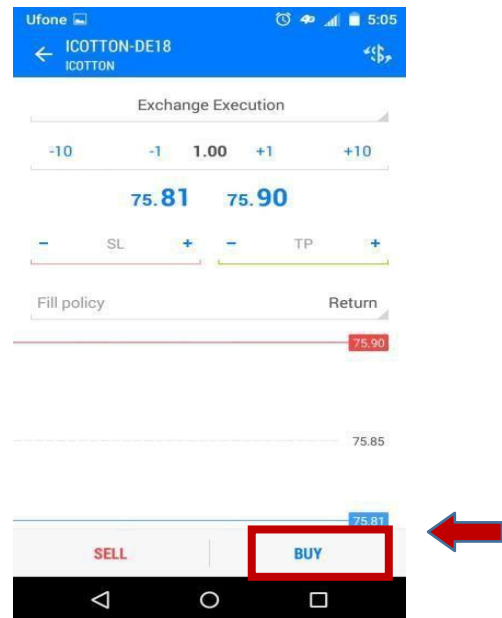 Ufone 5:05
ICOTTON-DE18
ICOTTON
Exchange Execution
-10 -1 1.00 +1 +10
75.81 75.90
- SL + - TP +
Fill policy Return
75.90
75.85
75.81
SELL BUY